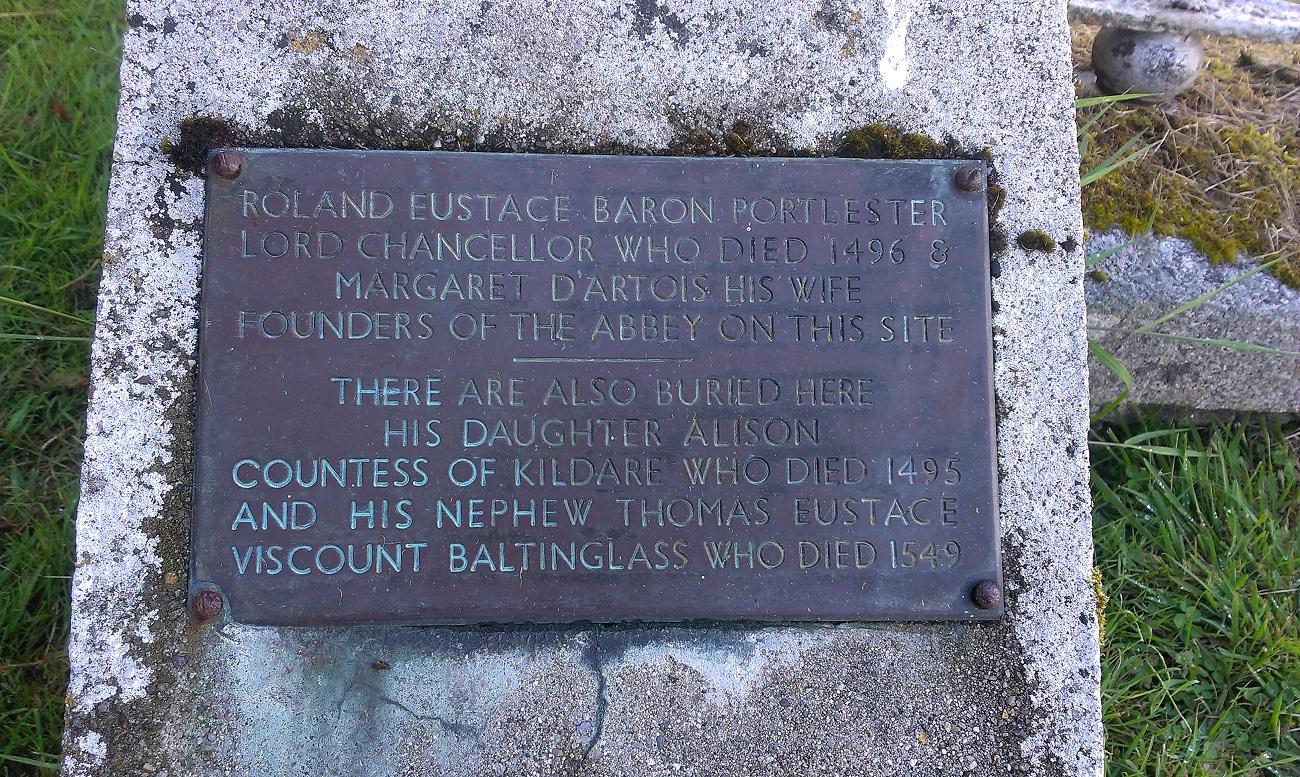 ROLAND EUSTACE BARON PORTLESTER
LORD CHANCELLOR WHO DIED 1496 &
MARGARET D'ARTOIS HIS WIFE
FOUNDERS OF THE ABBEY ON THIS SITE
THERE ARE ALSO BURIED HERE
HIS DAUGHTER ALISON
COUNTESS OF KILDARE WHO DIED 1495
AND HIS NEPHEW THOMAS EUSTACE
VISCOUNT BALTINGLASS WHO DIED 1549